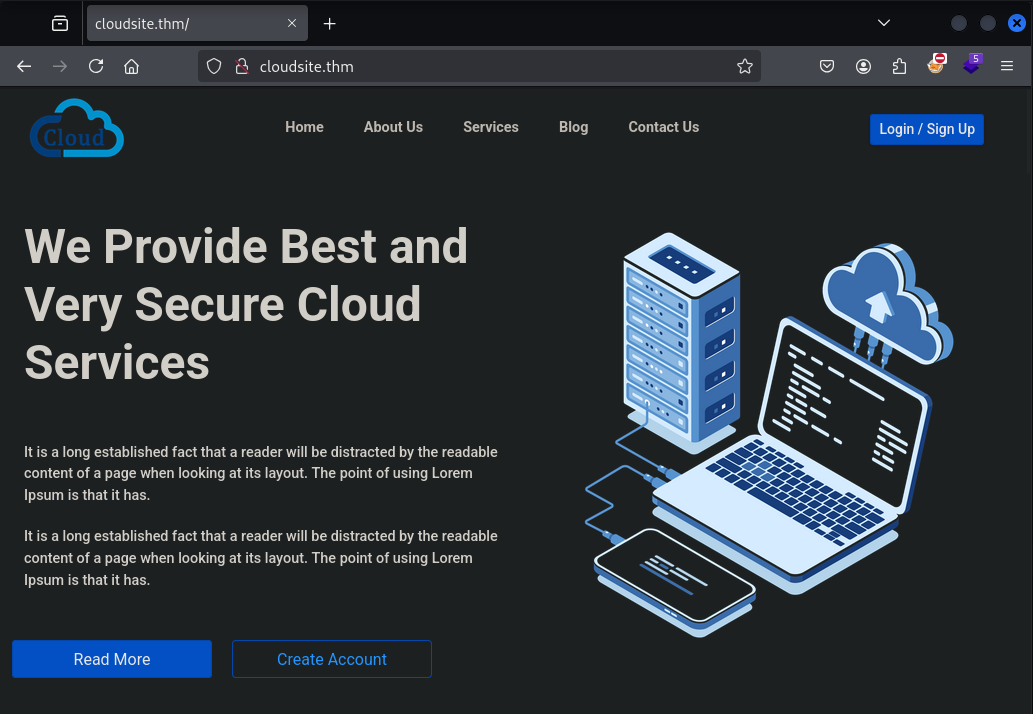 cloudsite.thm/
cloudsite.thm
5
Cloud
Home About Us Services Blog Contact Us
Login / Sign Up
We Provide Best and
Very Secure Cloud
Services
It is a long established fact that a reader will be distracted by the readable
content of a page when looking at its layout. The point of using Lorem
Ipsum is that it has.
It is a long established fact that a reader will be distracted by the readable
content of a page when looking at its layout. The point of using Lorem
Ipsum is that it has.
Read More Create Account